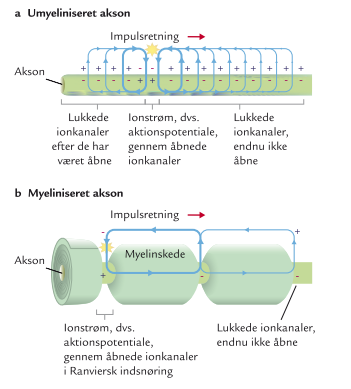 a Umyeliniseret akson
Impulsretning
+ + + + - - + + + + + + + + +
Akson
- - - - + + - - - - - - - - -
Lukkede
ionkanaler
efter de har
været åbne
Ionstrøm, dvs.
aktionspotentiale,
gennem åbnede
ionkanaler
Lukkede
ionkanaler,
endnu ikke
åbne
b Myeliniseret akson
Impulsretning
- + +
Myelinskede
Akson
+ - -
Ionstrøm, dvs.
aktionspotentiale,
gennem åbnede ionkanaler
i Ranviersk indsnøring
Lukkede ionkanaler,
endnu ikke åbne